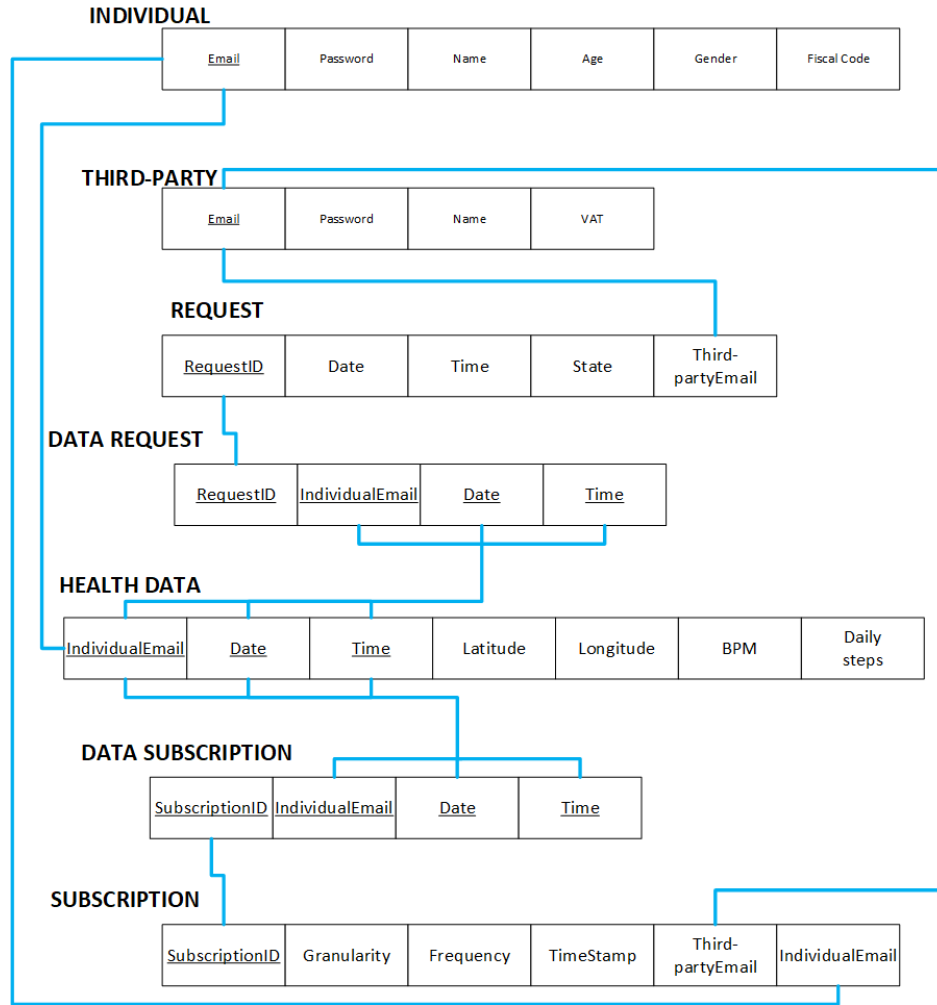 INDIVIDUAL
Email Password Name Age Gender Fiscal Code
THIRD-PARTY
Email Password Name VAT
REQUEST
RequestID Date Time State Third-
partyEmail
DATA REQUEST
RequestID IndividualEmail Date Time
HEALTH DATA
IndividualEmail Date Time Latitude Longitude BPM Daily
steps
DATA SUBSCRIPTION
SubscriptionID IndividualEmail Date Time
SUBSCRIPTION
SubscriptionID Granularity Frequency TimeStamp Third-
partyEmail IndividualEmail